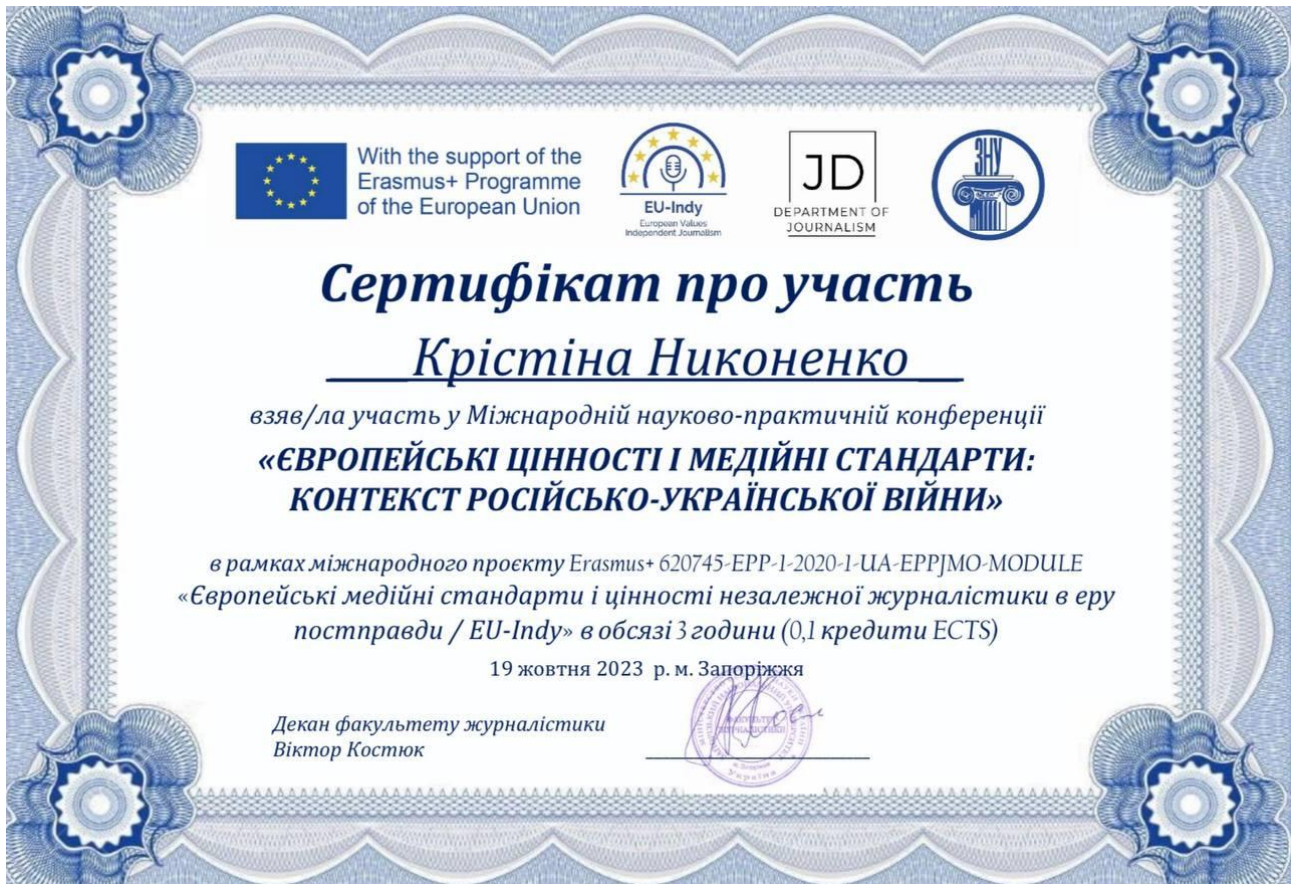 With the support of the
Erasmus+ Programme
of the European Union
EU-Indy
European Values
Independent Journalism
JD
DEPARTMENT OF
JOURNALISM
ЗНУ
Сертифікат про участь
Крістіна Никоненко
взяв/ла участь у Міжнародній науково-практичній конференції
«ЄВРОПЕЙСЬКІ ЦІННОСТІ І МЕДІЙНІ СТАНДАРТИ:
КОНТЕКСТ РОСІЙСЬКО-УКРАЇНСЬКОЇ ВІЙНИ»
в рамках міжнародного проєкту Erasmus+ 620745-EPP-1-2020-1-UA-EPPJMO-MODULE
«Європейські медійні стандарти і цінності незалежної журналістики в еру
постправди / EU-Indy» в обсязі 3 години (0,1 кредити ECTS)
19 жовтня 2023 р. м. Запоріжжя
Декан факультету журналістики
Віктор Костюк
ФАКУЛЬТЕТ
ЖУРНАЛІСТИКИ
Україна